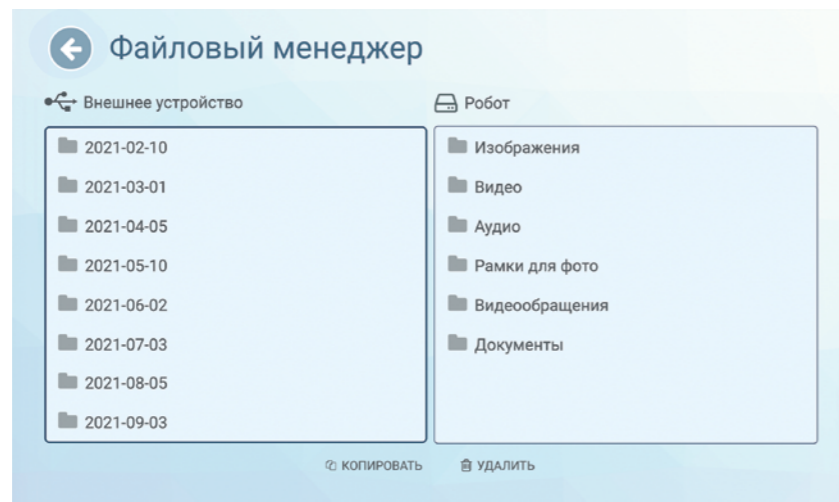 Файловый менеджер
Внешнее устройство
2021-02-10
2021-03-01
2021-04-05
2021-05-10
2021-06-02
2021-07-03
2021-08-05
2021-09-03
Робот
Изображения
Видео
Аудио
Рамки для фото
Видеообращения
Документы
КОПИРОВАТЬ
УДАЛИТЬ